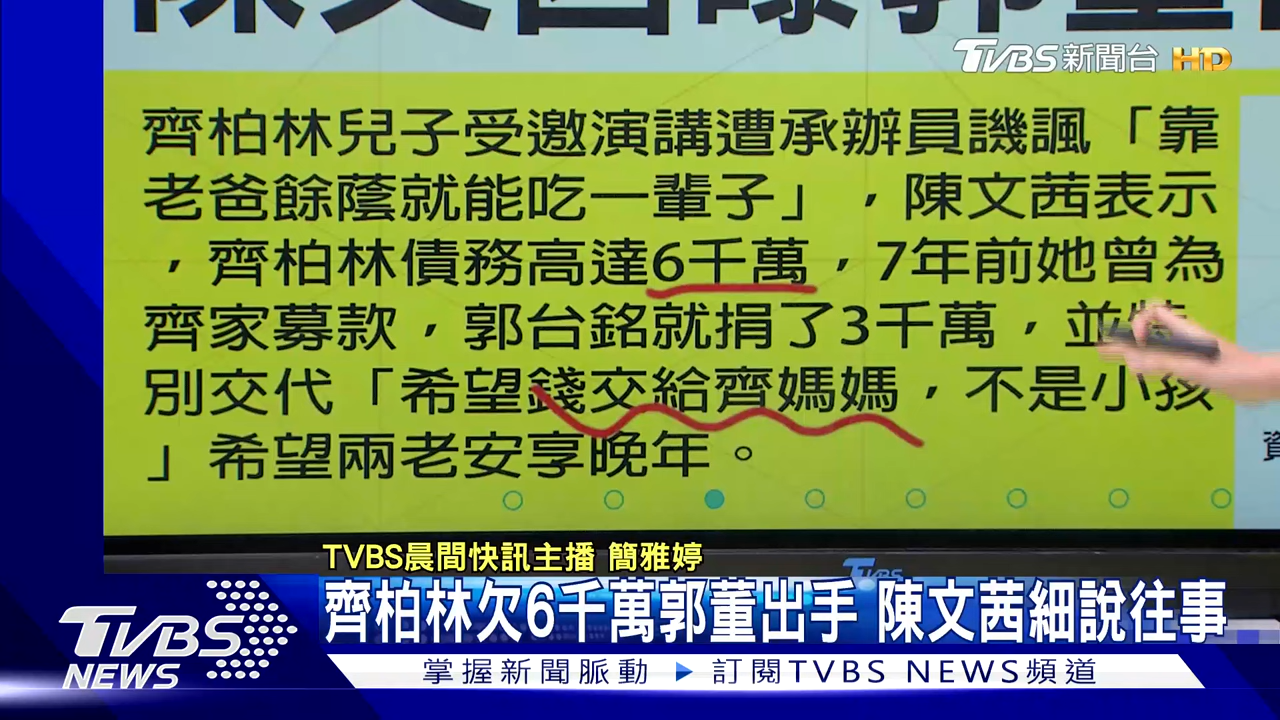 TVBS新聞台 HD
齊柏林兒子受邀演講遭承辦員譏諷「靠
老爸餘蔭就能吃一輩子」，陳文茜表示
，齊柏林債務高達6千萬，7年前她曾為
齊家募款，郭台銘就捐了3千萬，並特
別交代「希望錢交給齊媽媽，不是小孩
」希望兩老安享晚年。
TVBS晨間快訊主播 簡雅婷
TVBS
齊柏林欠6千萬郭董出手 陳文茜細說往事
TVBS NEWS
掌握新聞脈動 訂閱TVBS NEWS頻道